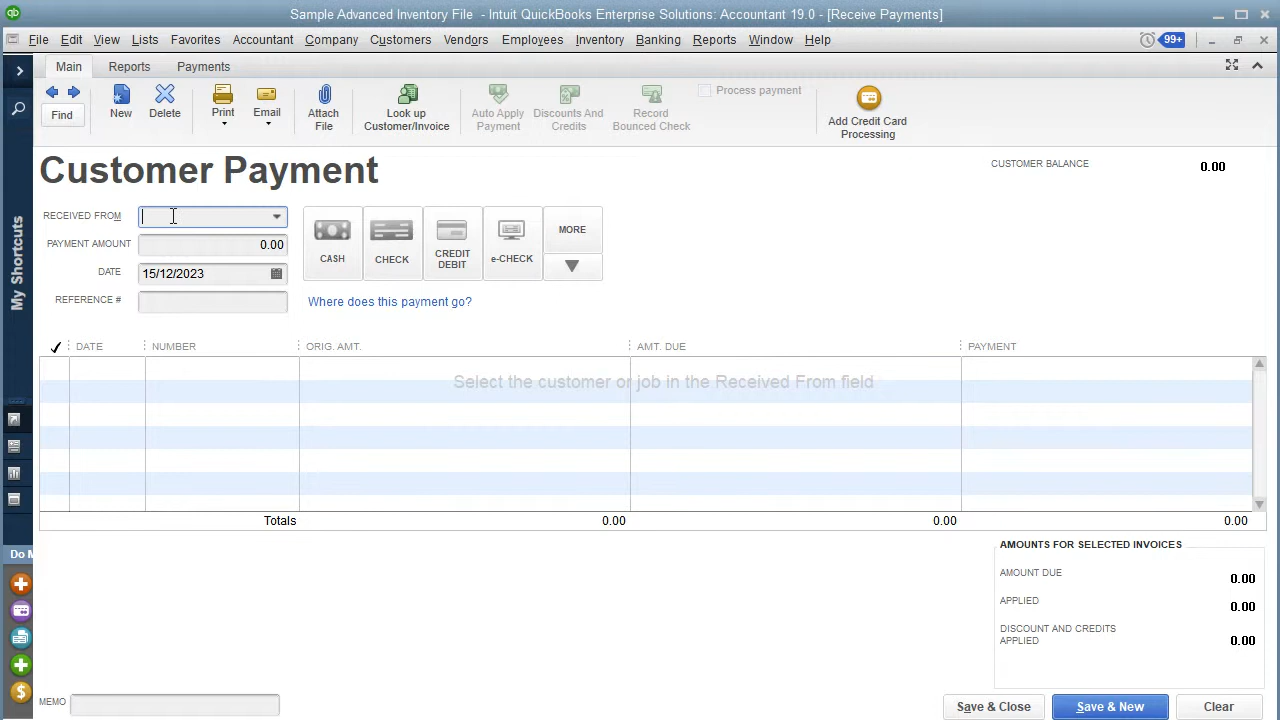 qb Sample Advanced Inventory File - Intuit QuickBooks Enterprise Solutions: Accountant 19.0 - [Receive Payments]
File Edit View Lists Favorites Accountant Company Customers Vendors Employees Inventory Banking Reports Window Help 99+
Main Reports Payments
Find New Delete Print Email Attach File Look up Customer/Invoice Auto Apply Payment Discounts And Credits Record Bounced Check Process payment Add Credit Card Processing
My Shortcuts
Do M
Customer Payment
CUSTOMER BALANCE 0.00
RECEIVED FROM
PAYMENT AMOUNT 0.00
DATE 15/12/2023
REFERENCE #
CASH CHECK CREDIT DEBIT e-CHECK MORE
Where does this payment go?
DATE NUMBER ORIG. AMT. AMT. DUE PAYMENT
Select the customer or job in the Received From field
Totals 0.00 0.00 0.00
AMOUNTS FOR SELECTED INVOICES
AMOUNT DUE 0.00
APPLIED 0.00
DISCOUNT AND CREDITS
APPLIED 0.00
MEMO
Save & Close Save & New Clear